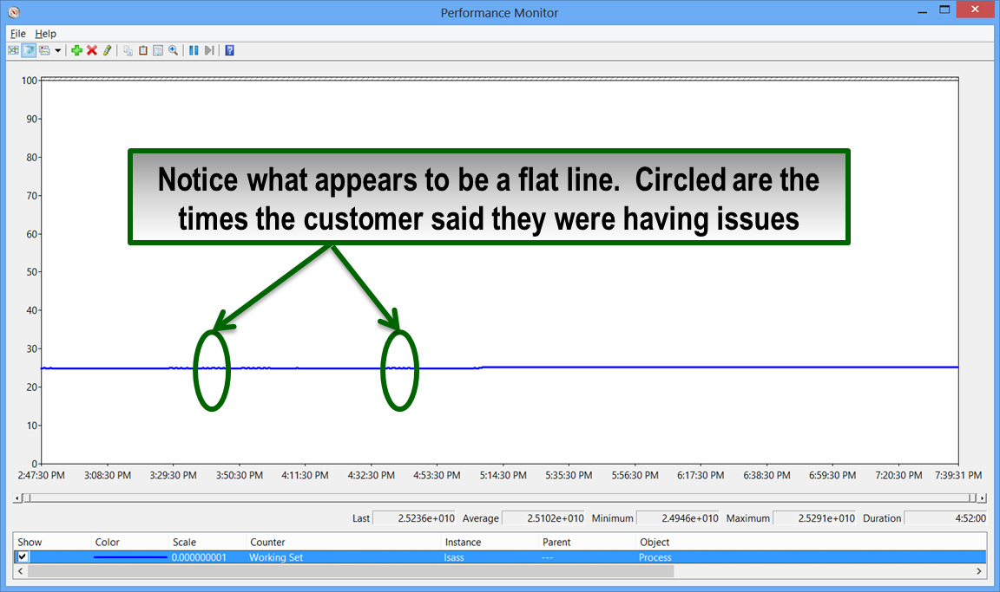 Performance Monitor
File Help
100
90
80
70
60
50
40
30
20
10
0
Notice what appears to be a flat line. Circled are the
times the customer said they were having issues
2:47:30 PM 3:08:30 PM 3:29:30 PM 3:50:30 PM 4:11:30 PM 4:32:30 PM 4:53:30 PM 5:14:30 PM 5:35:30 PM 5:56:30 PM 6:17:30 PM 6:38:30 PM 6:59:30 PM 7:20:30 PM 7:39:31 PM
Last 2.5236e+010 Average 2.5102e+010 Minimum 2.4946e+010 Maximum 2.5291e+010 Duration 4:52:00
Show Color Scale Counter Instance Parent Object
0.000000001 Working Set lsass --- Process